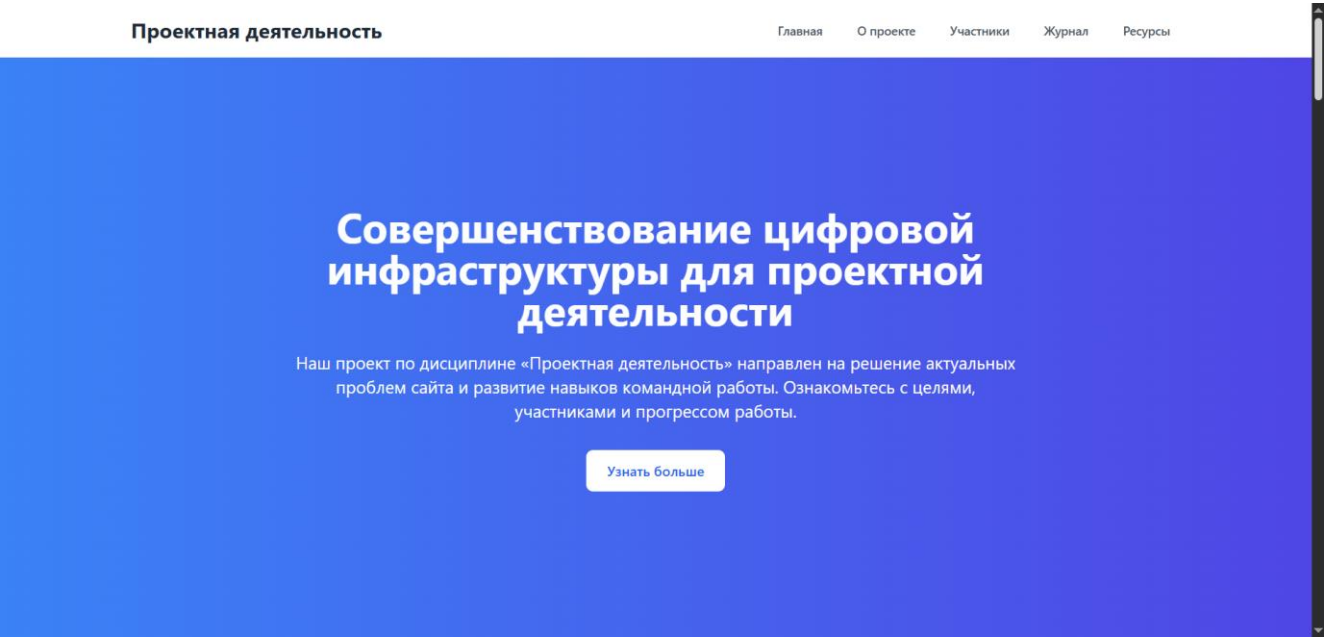 Проектная деятельность
Главная О проекте Участники Журнал Ресурсы
Совершенствование цифровой
инфраструктуры для проектной
деятельности
Наш проект по дисциплине «Проектная деятельность» направлен на решение актуальных
проблем сайта и развитие навыков командной работы. Ознакомьтесь с целями,
участниками и прогрессом работы.
Узнать больше